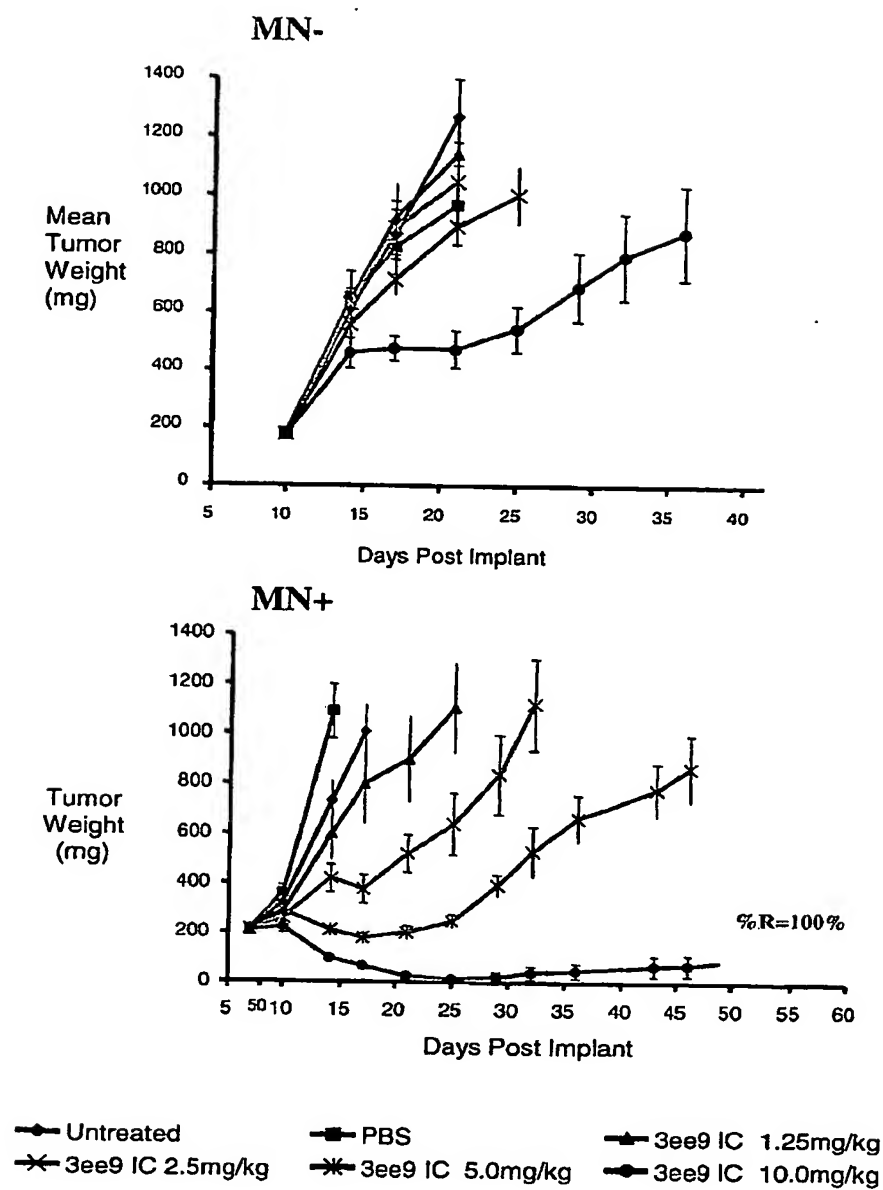 MN-
1400
1200
1000
800
600
400
200
0
Mean
Tumor
Weight
(mg)
5 10 15 20 25 30 35 40
Days Post Implant
MN+
1400
1200
1000
800
600
400
200
0
Tumor
Weight
(mg)
%R=100%
5 50 10 15 20 25 30 35 40 45 50 55 60
Days Post Implant
Untreated PBS 3ee9 IC 1.25mg/kg
3ee9 IC 2.5mg/kg 3ee9 IC 5.0mg/kg 3ee9 IC 10.0mg/kg